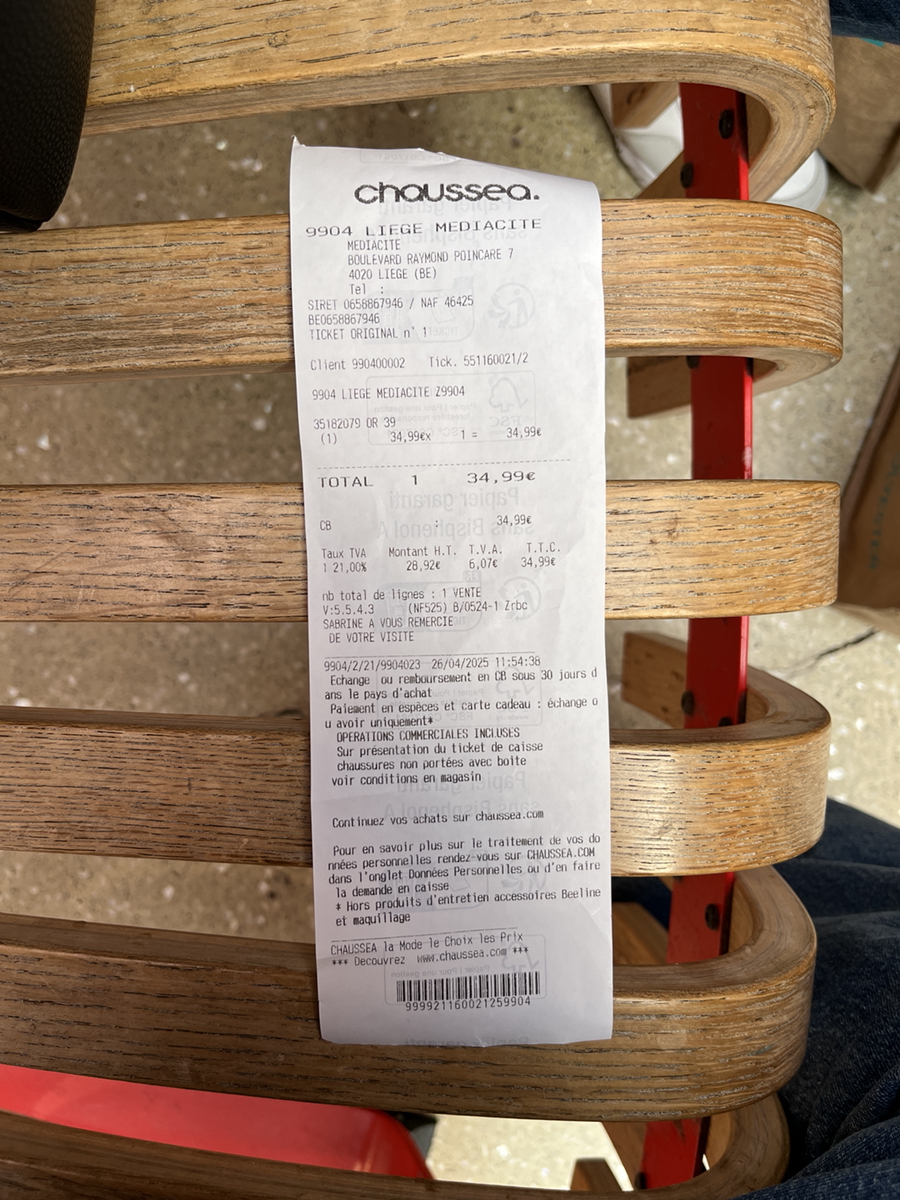 chaussea.
9904 LIEGE MEDIACITE
MEDIACITE
BOULEVARD RAYMOND POINCARE 7
4020 LIEGE (BE)
Tel :
SIRET 0658867946 / NAF 46425
BE0658867946
TICKET ORIGINAL n° 1
Client 990400002 Tick. 551160021/2
9904 LIEGE MEDIACITE Z9904
35182079 OR 39
(1) 34,99€x 1 = 34,99€
TOTAL 1 34,99€
CB : 34,99€
Taux TVA Montant H.T. T.V.A. T.T.C.
1 21,00% 28,92€ 6,07€ 34,99€
nb total de lignes : 1 VENTE
V:5.5.4.3 (NF525) B/0524-1 Zrbc
SABRINE A VOUS REMERCIE
DE VOTRE VISITE
9904/2/21/9904023 26/04/2025 11:54:38
Echange ou remboursement en CB sous 30 jours d
ans le pays d'achat
Paiement en espèces et carte cadeau : échange o
u avoir uniquement*
OPERATIONS COMMERCIALES INCLUSES
Sur présentation du ticket de caisse
chaussures non portées avec boite
voir conditions en magasin
Continuez vos achats sur chaussea.com
Pour en savoir plus sur le traitement de vos do
nnées personnelles rendez-vous sur CHAUSSEA.COM
dans l'onglet Données Personnelles ou d'en faire
la demande en caisse
* Hors produits d'entretien accessoires Beeline
et maquillage
CHAUSSEA la Mode le Choix les Prix
*** Decouvrez www.chaussea.com ***
999921160021259904